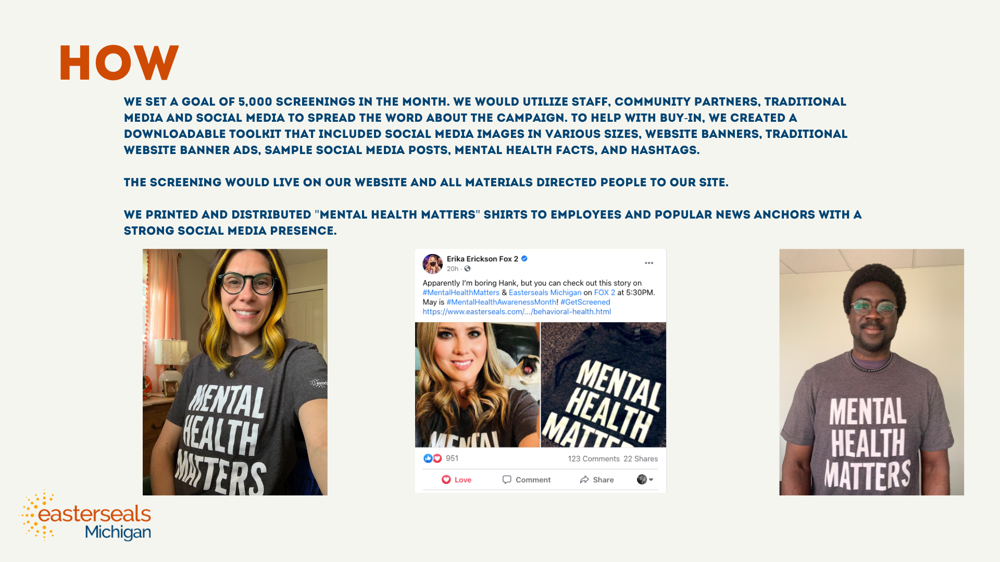 HOW
WE SET A GOAL OF 5,000 SCREENINGS IN THE MONTH. WE WOULD UTILIZE STAFF, COMMUNITY PARTNERS, TRADITIONAL
MEDIA AND SOCIAL MEDIA TO SPREAD THE WORD ABOUT THE CAMPAIGN. TO HELP WITH BUY-IN, WE CREATED A
DOWNLOADABLE TOOLKIT THAT INCLUDED SOCIAL MEDIA IMAGES IN VARIOUS SIZES, WEBSITE BANNERS, TRADITIONAL
WEBSITE BANNER ADS, SAMPLE SOCIAL MEDIA POSTS, MENTAL HEALTH FACTS, AND HASHTAGS.
THE SCREENING WOULD LIVE ON OUR WEBSITE AND ALL MATERIALS DIRECTED PEOPLE TO OUR SITE.
WE PRINTED AND DISTRIBUTED "MENTAL HEALTH MATTERS" SHIRTS TO EMPLOYEES AND POPULAR NEWS ANCHORS WITH A
STRONG SOCIAL MEDIA PRESENCE.
MENTAL
HEALTH
MATTERS
Erika Erickson Fox 2
20h ·
Apparently I'm boring Hank, but you can check out this story on
#MentalHealthMatters & Easterseals Michigan on FOX 2 at 5:30PM.
May is #MentalHealthAwarenessMonth! #GetScreened
https://www.easterseals.com/.../behavioral-health.html
MENTAL
MENTAL
HEALTH
MATTER
951
123 Comments 22 Shares
Love
Comment
Share
MENTAL
HEALTH
MATTERS
easterseals
Michigan